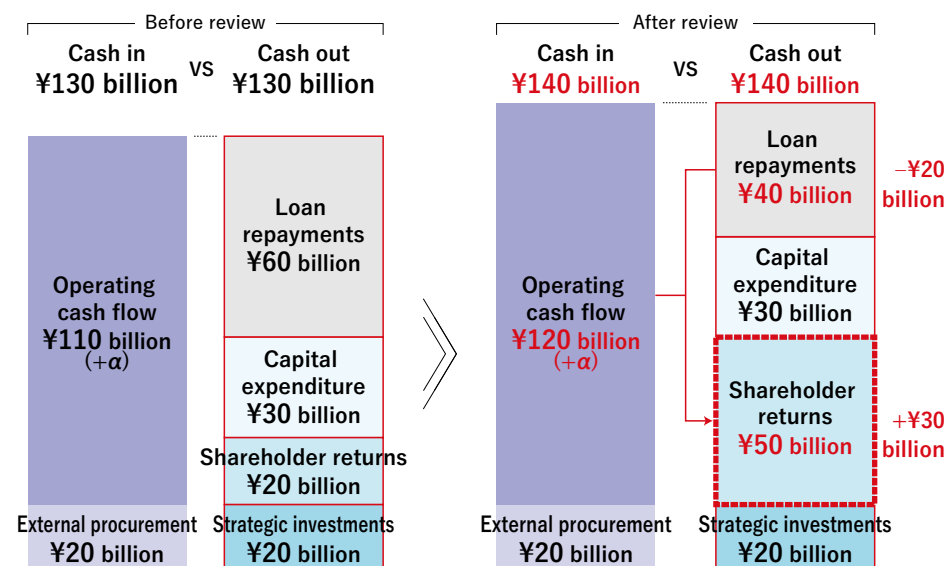 Before review
Cash in
¥130 billion
VS
Cash out
¥130 billion
Operating
cash flow
¥110 billion
(+α)
External procurement
¥20 billion
Loan
repayments
¥60 billion
Capital
expenditure
¥30 billion
Shareholder returns
¥20 billion
Strategic investments
¥20 billion
After review
Cash in
¥140 billion
VS
Cash out
¥140 billion
Operating
cash flow
¥120 billion
(+α)
External procurement
¥20 billion
Loan
repayments
¥40 billion
–¥20
billion
Capital
expenditure
¥30 billion
Shareholder
returns
¥50 billion
+¥30
billion
Strategic investments
¥20 billion